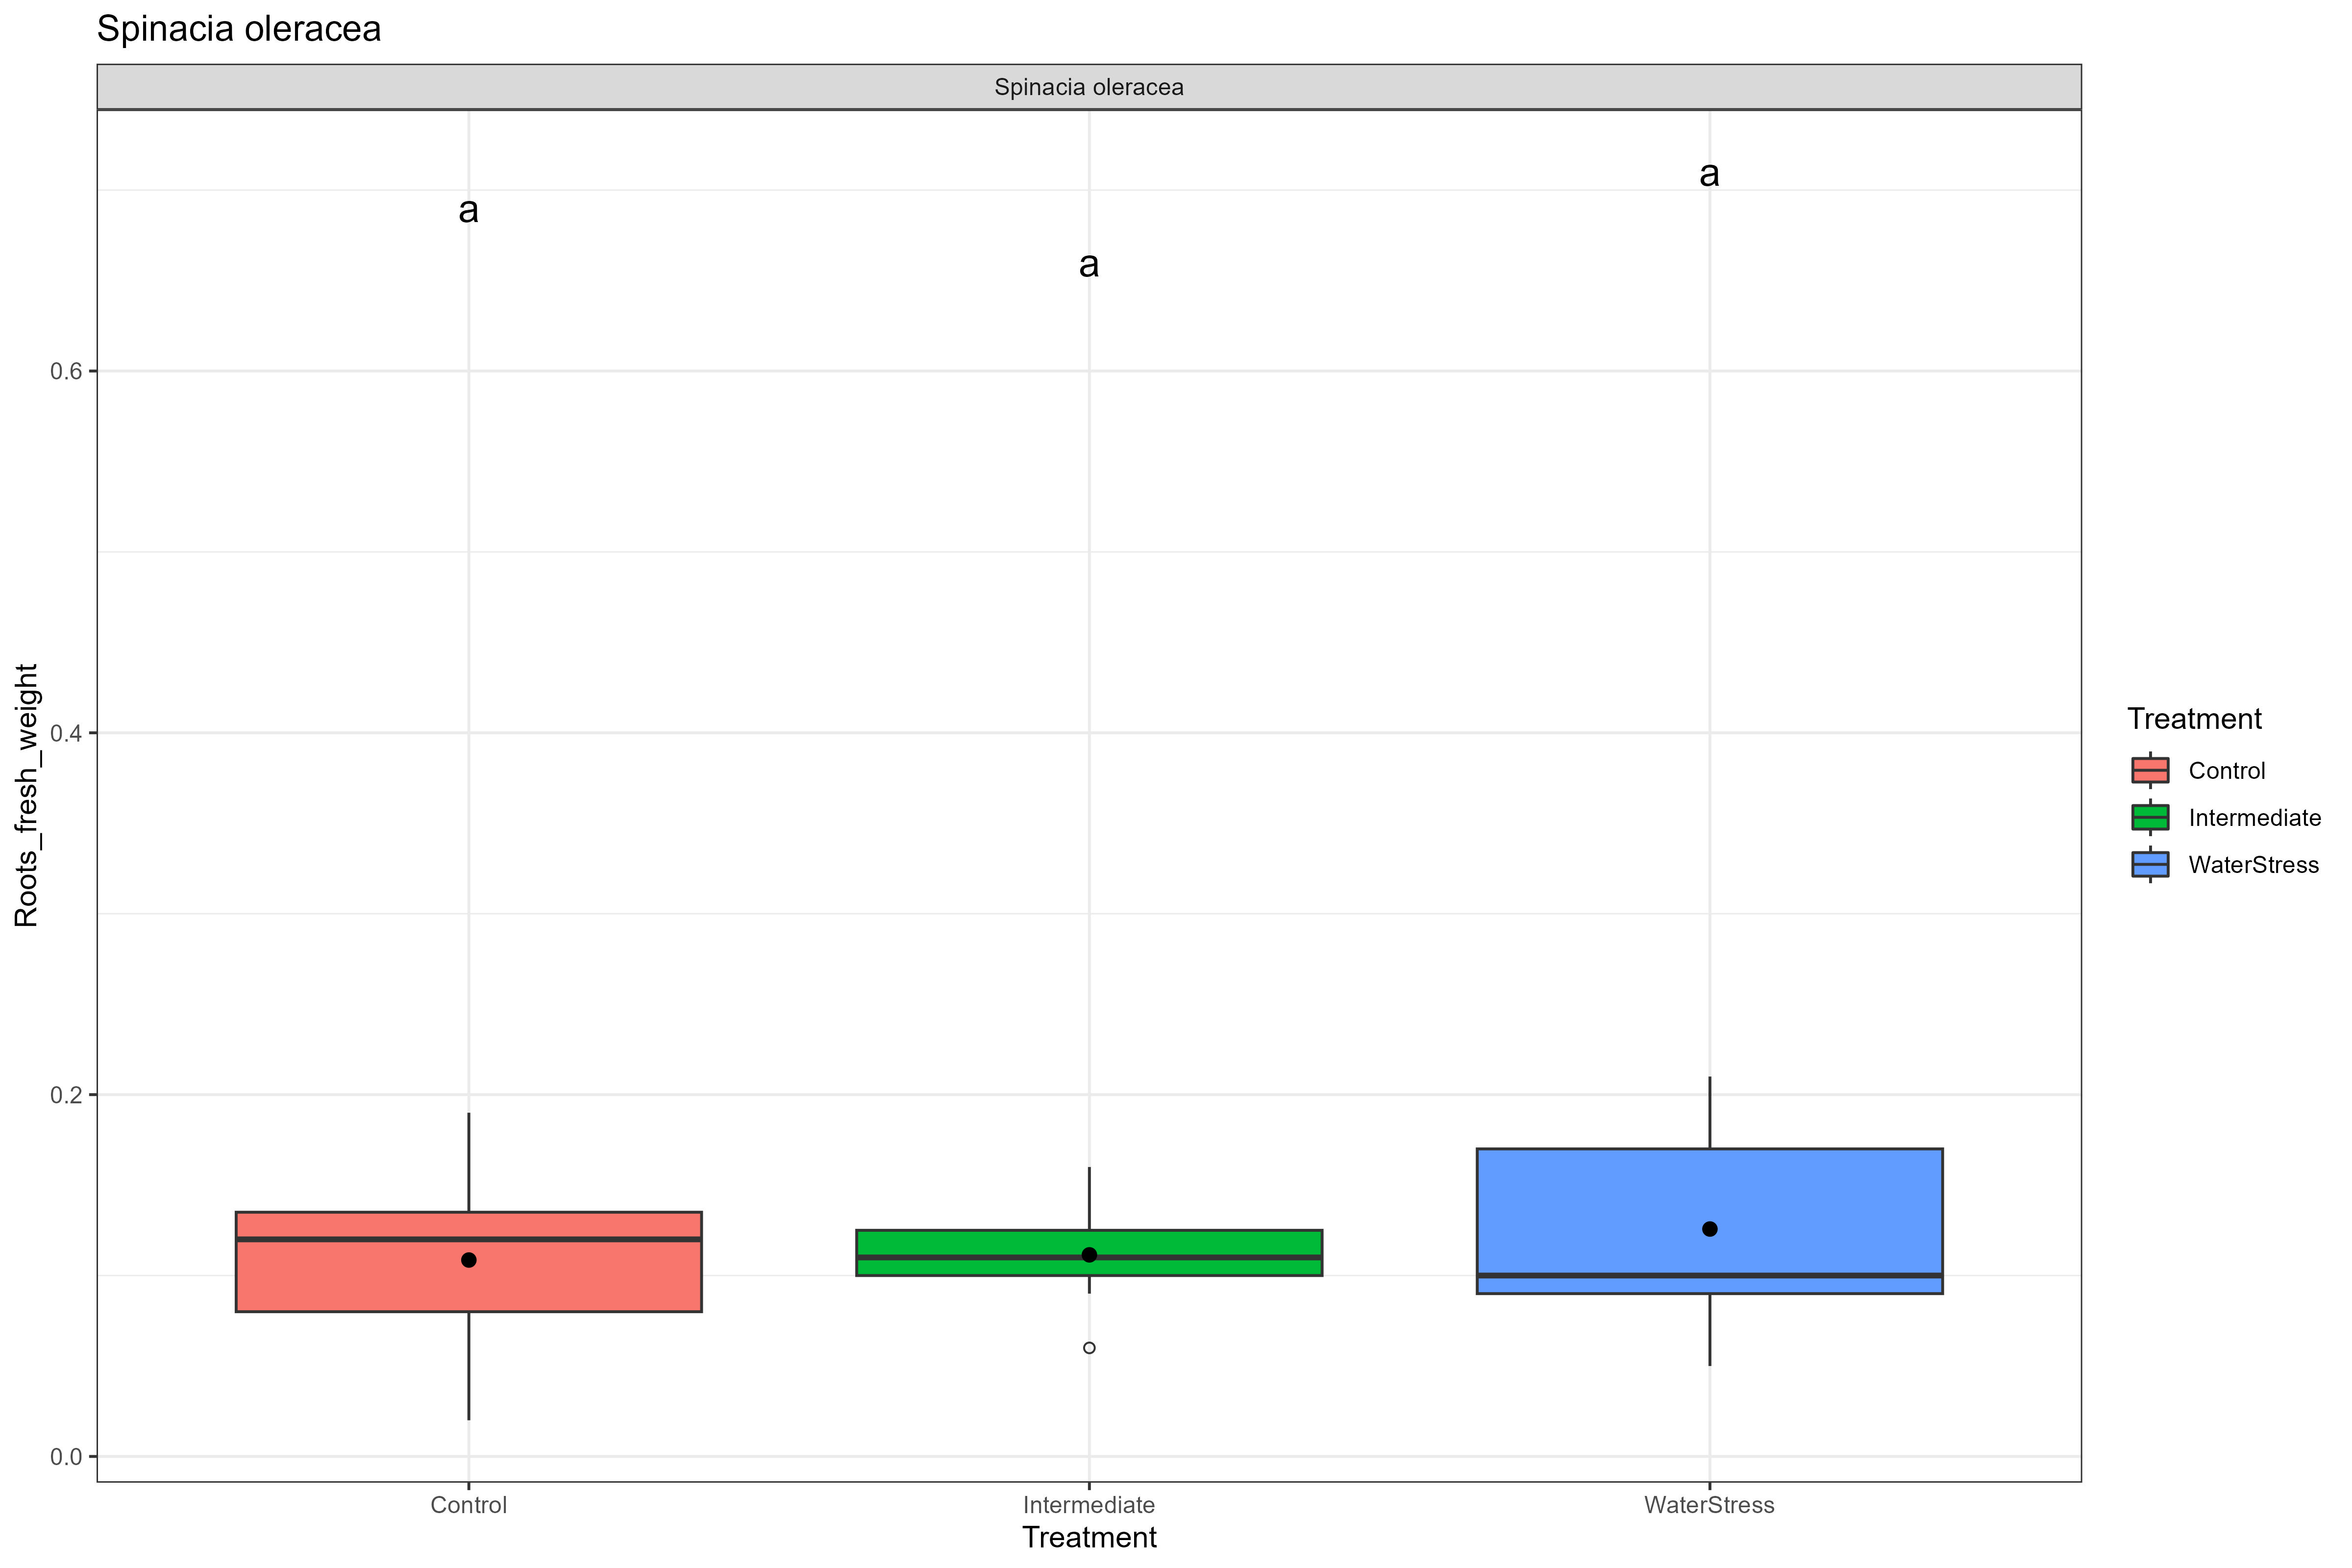 Spinacia oleracea
Spinacia oleracea
a
a
a
0.6
0.4
0.2
0.0
Roots_fresh_weight
Control
Intermediate
WaterStress
Treatment
Treatment
Control
Intermediate
WaterStress